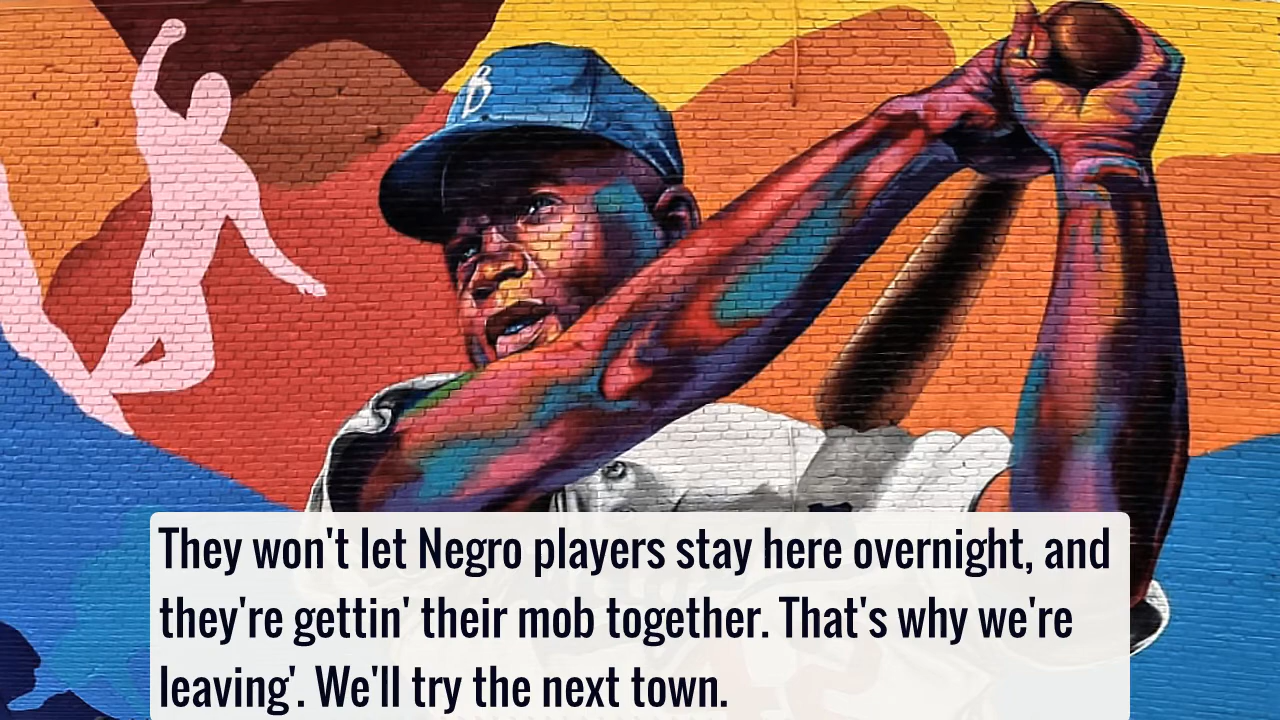 B
They won't let Negro players stay here overnight, and
they're gettin' their mob together. That's why we're
leaving'. We'll try the next town.